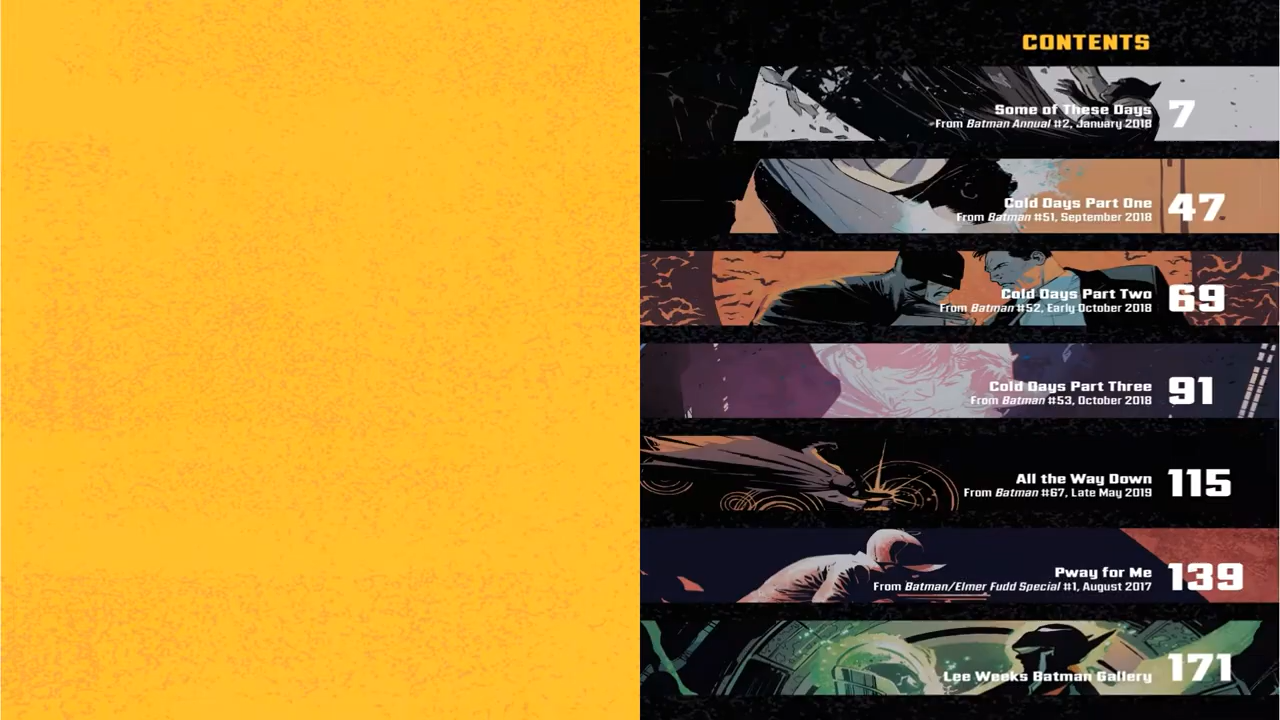 CONTENTS
Some of These Days 7
From Batman Annual #2, January 2018
Cold Days Part One 47
From Batman #51, September 2018
Cold Days Part Two 69
From Batman #52, Early October 2018
Cold Days Part Three 91
From Batman #53, October 2018
All the Way Down 115
From Batman #67, Late May 2019
Pway for Me 139
From Batman/Elmer Fudd Special #1, August 2017
Lee Weeks Batman Gallery 171